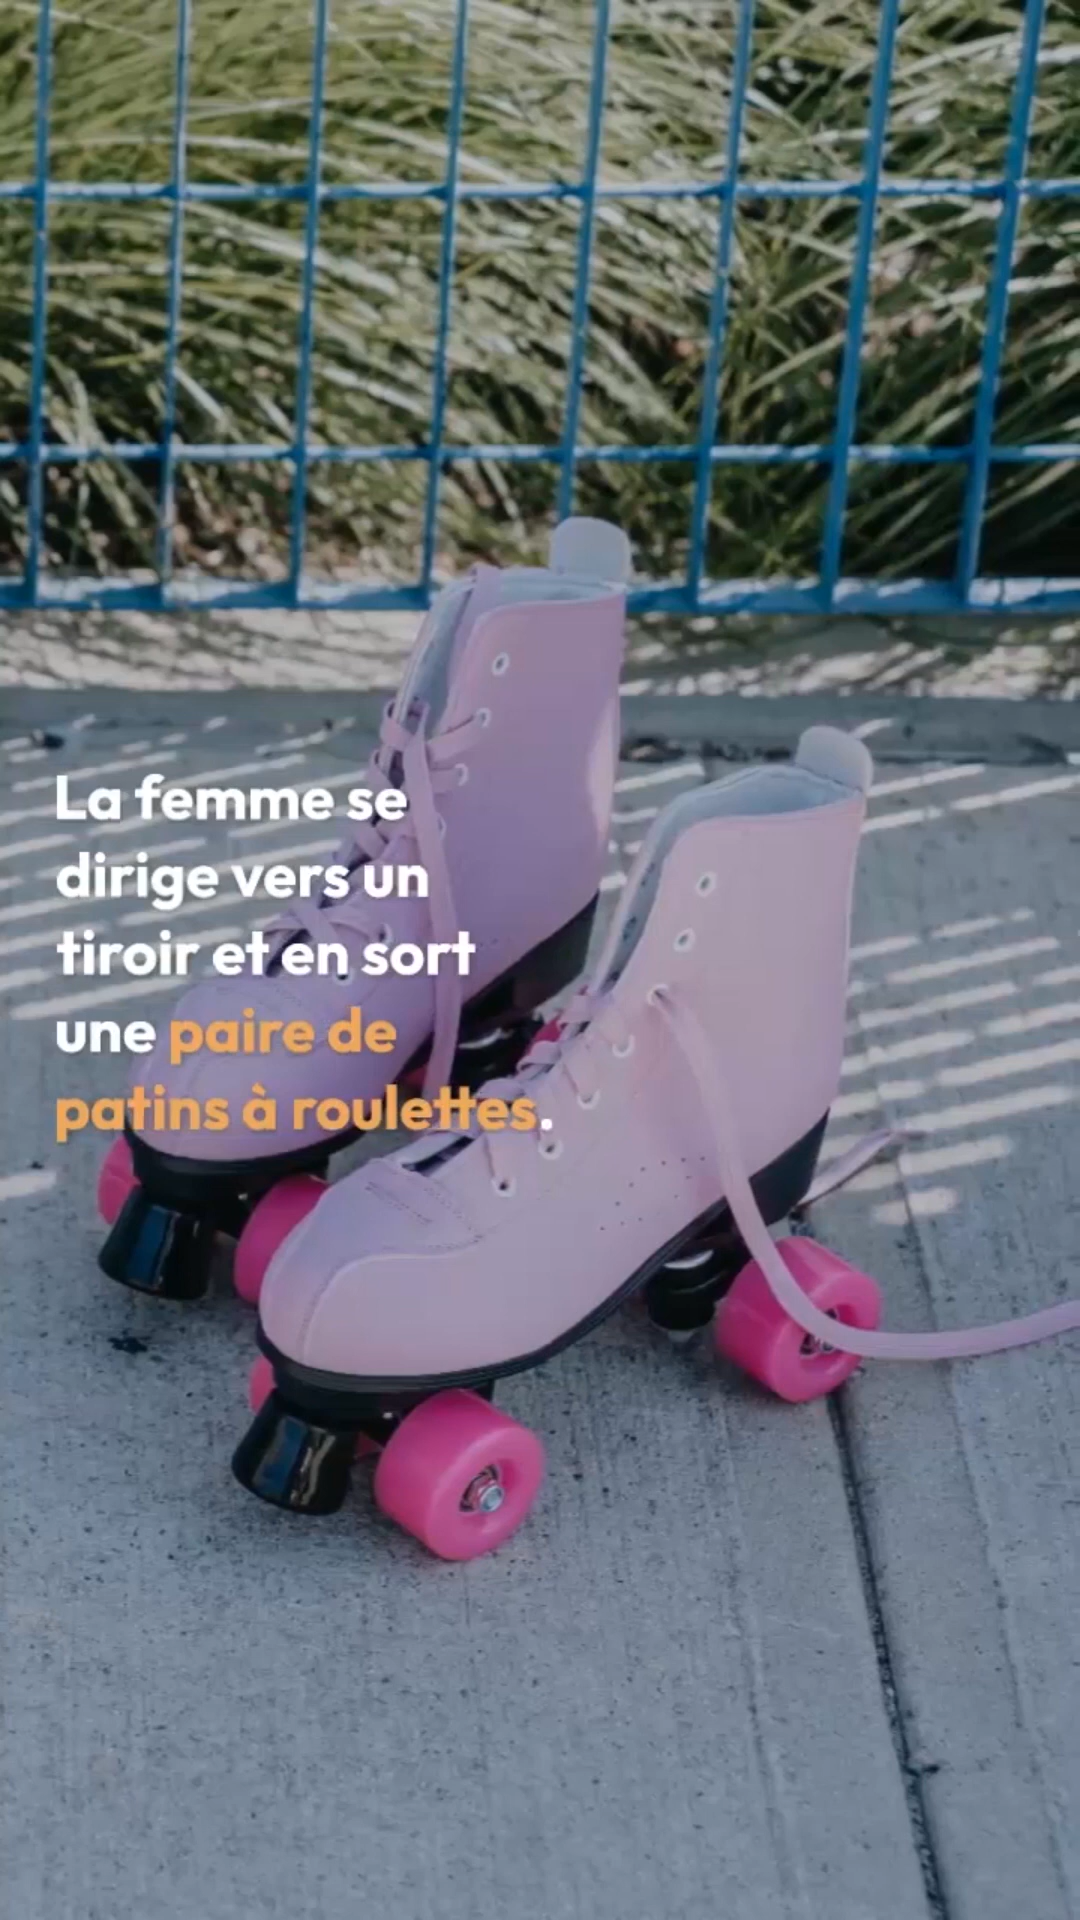 La femme se
dirige vers un
tiroir et en sort
une paire de
patins à roulettes.